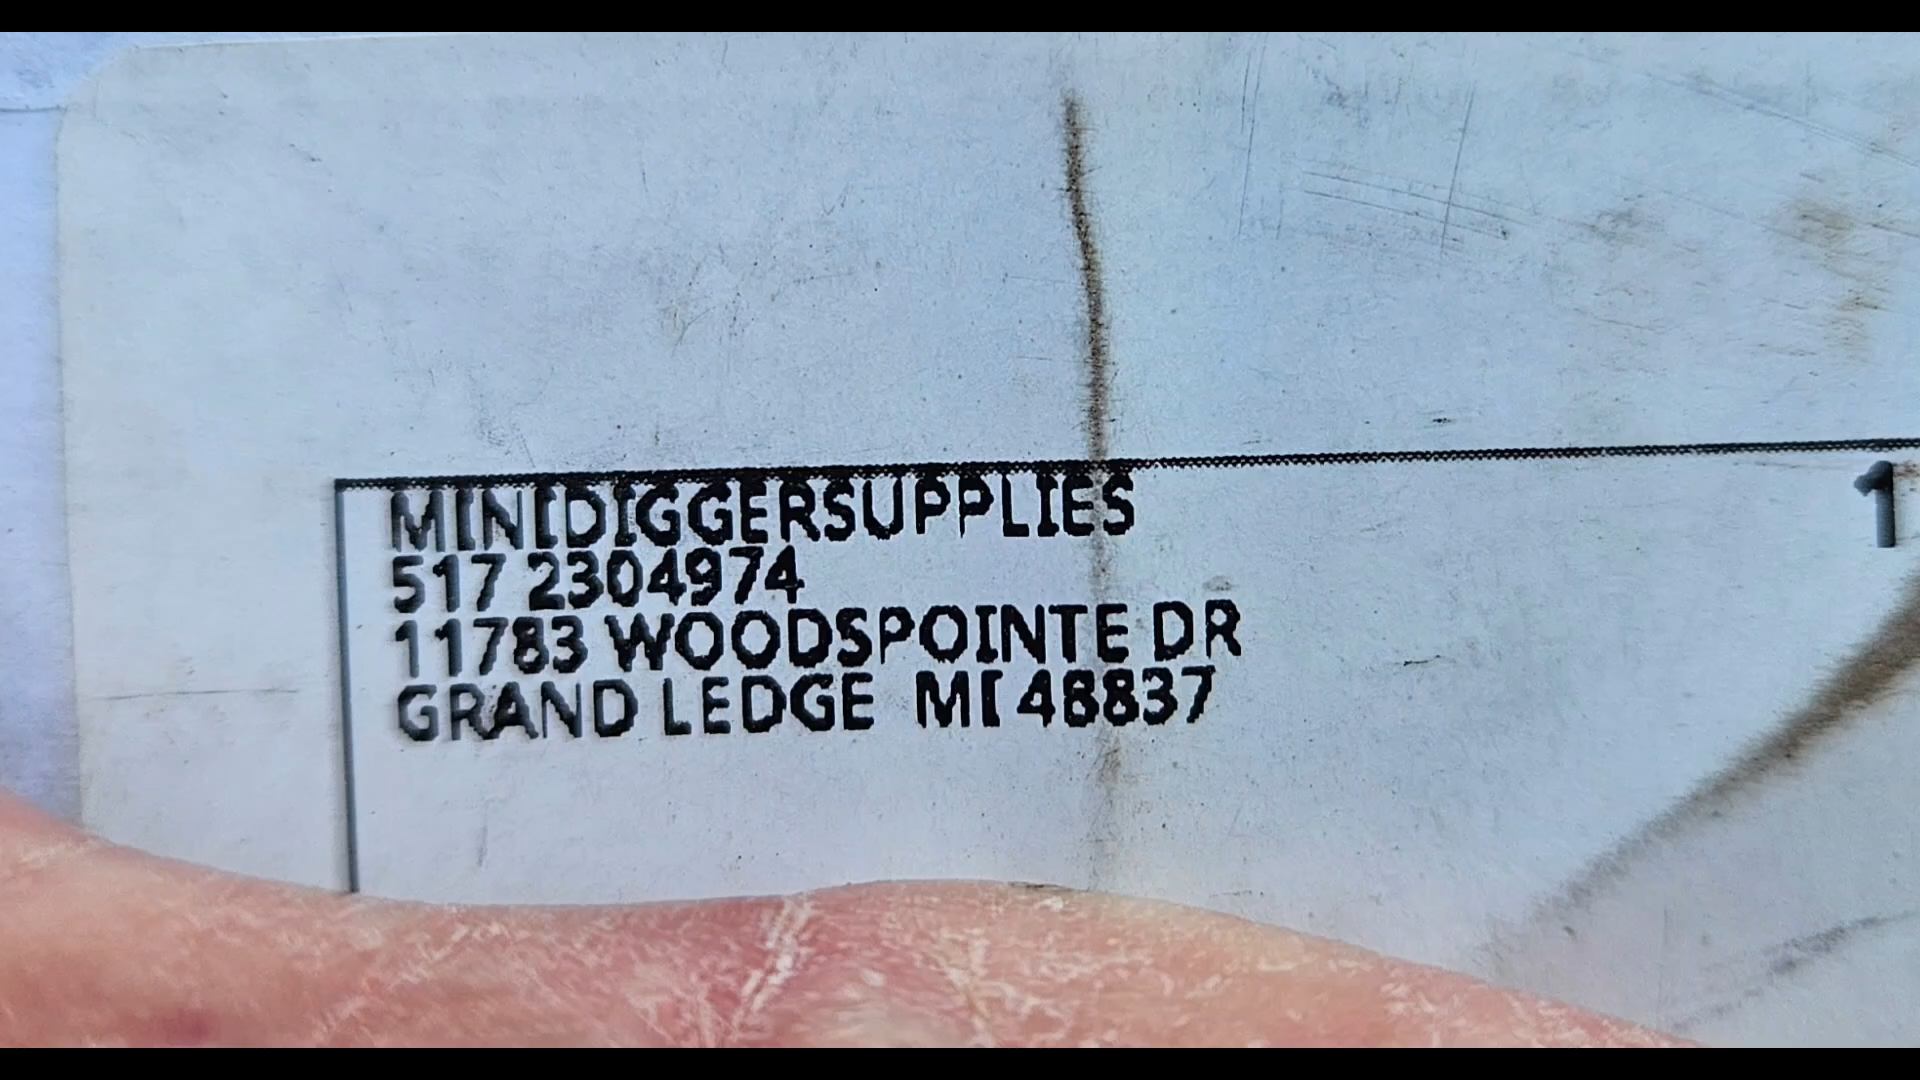 MINIDIGGERSUPPLIES
1
517 2304974
11783 WOODSPOINTE DR
GRAND LEDGE MI 48837